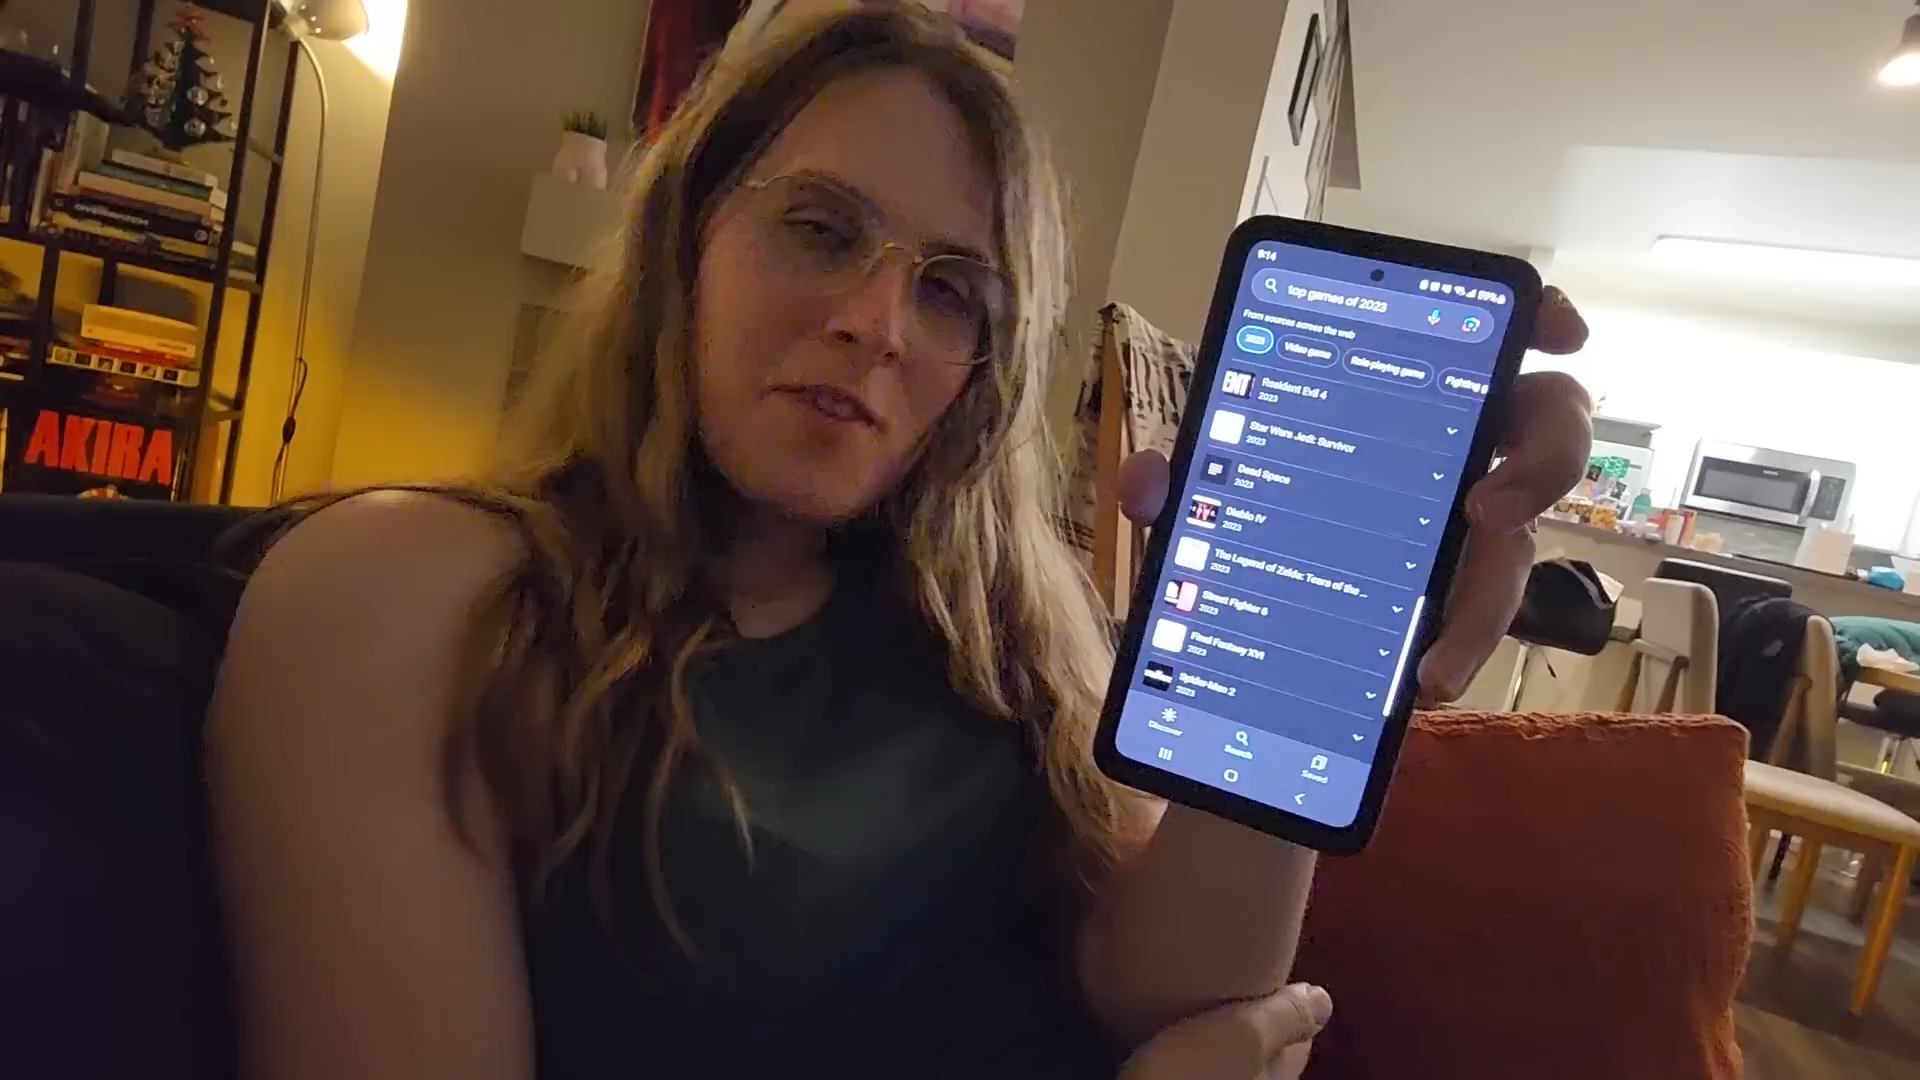 OVERWATCH
AKIRA
top games of 2023
From sources across the web
2023
Video game
Role-playing game
Fighting g
Resident Evil 4
2023
Star Wars Jedi: Survivor
2023
Dead Space
2023
Diablo IV
2023
The Legend of Zelda: Tears of the ...
2023
Street Fighter 6
2023
Final Fantasy XVI
2023
Spider-Man 2
2023
Discover
Search
Saved